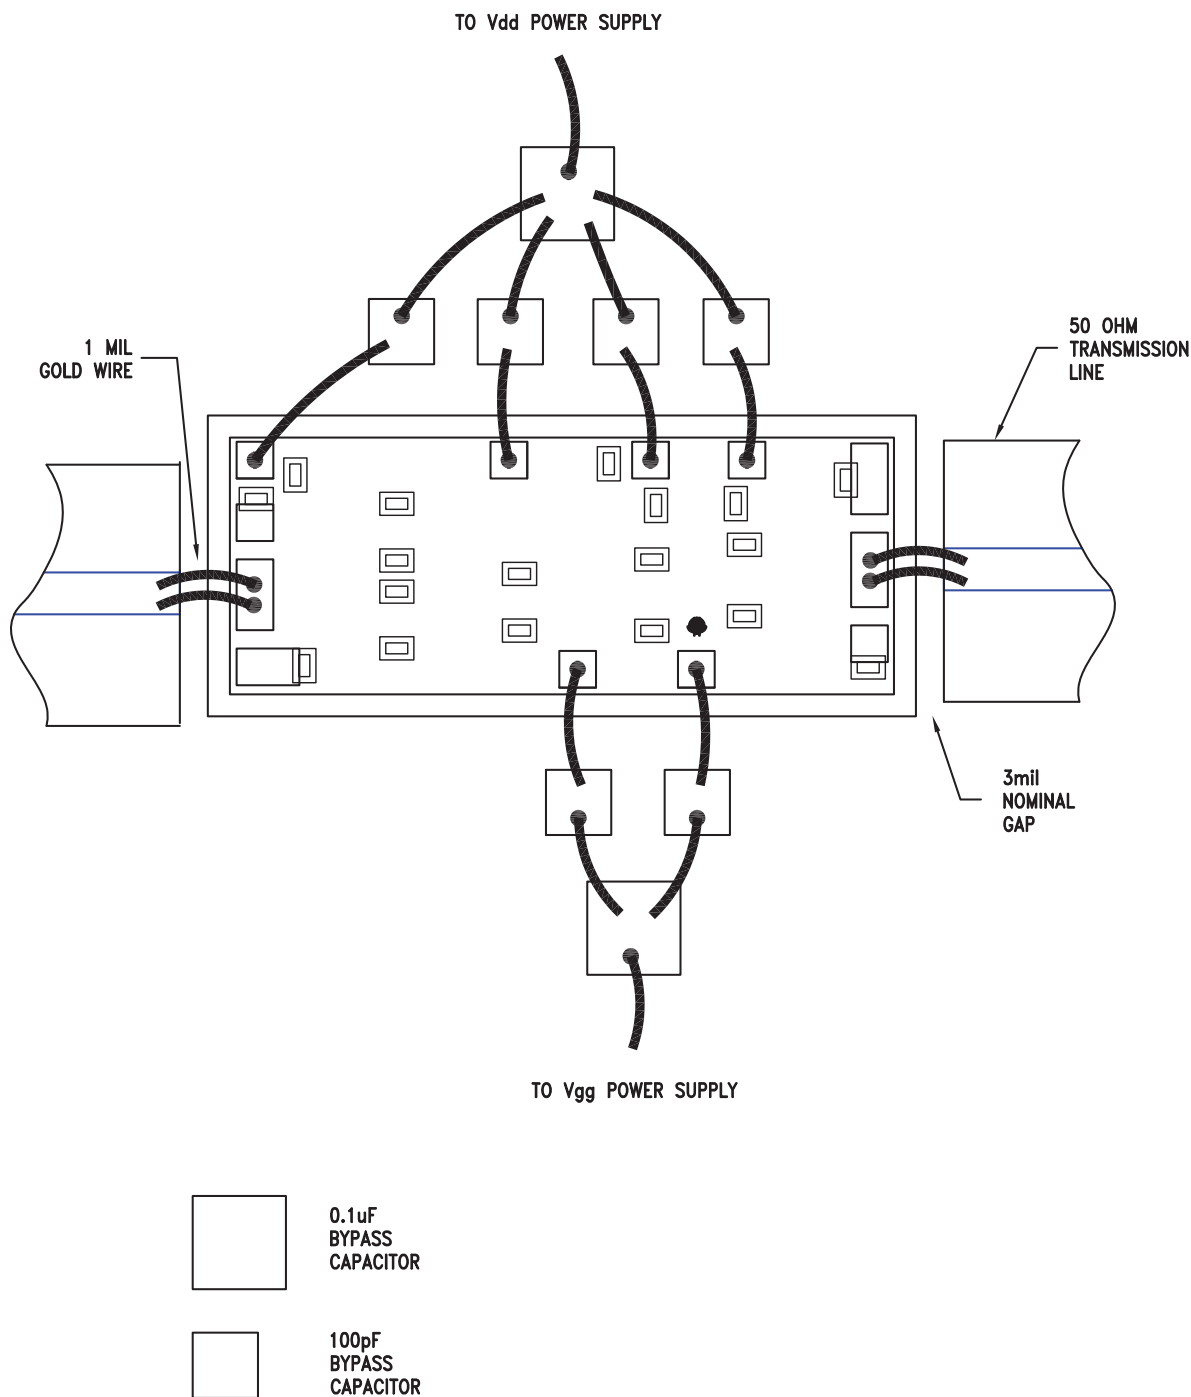 TO Vdd POWER SUPPLY
1 MIL
GOLD WIRE
50 OHM
TRANSMISSION
LINE
3mil
NOMINAL
GAP
TO Vgg POWER SUPPLY
0.1uF
BYPASS
CAPACITOR
100pF
BYPASS
CAPACITOR